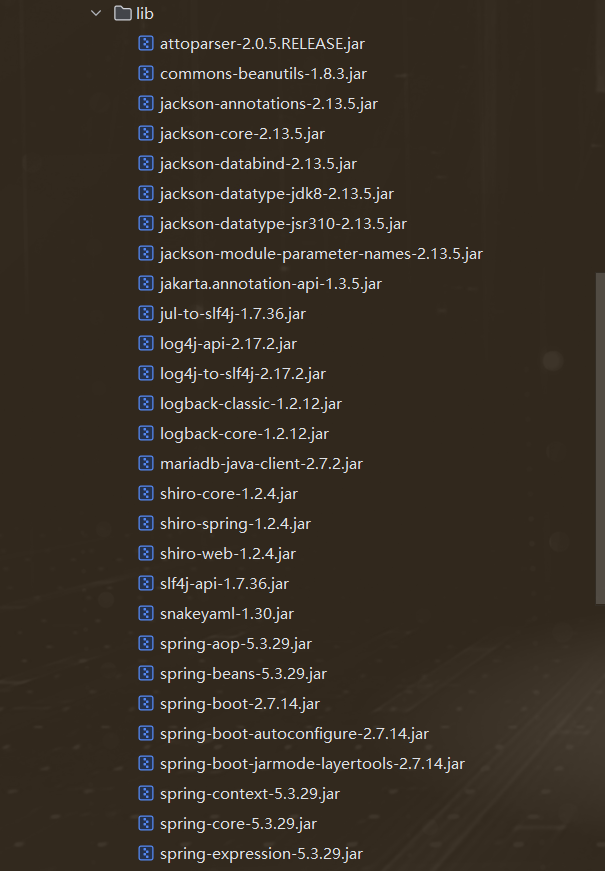 lib
attoparser-2.0.5.RELEASE.jar
commons-beanutils-1.8.3.jar
jackson-annotations-2.13.5.jar
jackson-core-2.13.5.jar
jackson-databind-2.13.5.jar
jackson-datatype-jdk8-2.13.5.jar
jackson-datatype-jsr310-2.13.5.jar
jackson-module-parameter-names-2.13.5.jar
jakarta.annotation-api-1.3.5.jar
jul-to-slf4j-1.7.36.jar
log4j-api-2.17.2.jar
log4j-to-slf4j-2.17.2.jar
logback-classic-1.2.12.jar
logback-core-1.2.12.jar
mariadb-java-client-2.7.2.jar
shiro-core-1.2.4.jar
shiro-spring-1.2.4.jar
shiro-web-1.2.4.jar
slf4j-api-1.7.36.jar
snakeyaml-1.30.jar
spring-aop-5.3.29.jar
spring-beans-5.3.29.jar
spring-boot-2.7.14.jar
spring-boot-autoconfigure-2.7.14.jar
spring-boot-jarmode-layertools-2.7.14.jar
spring-context-5.3.29.jar
spring-core-5.3.29.jar
spring-expression-5.3.29.jar